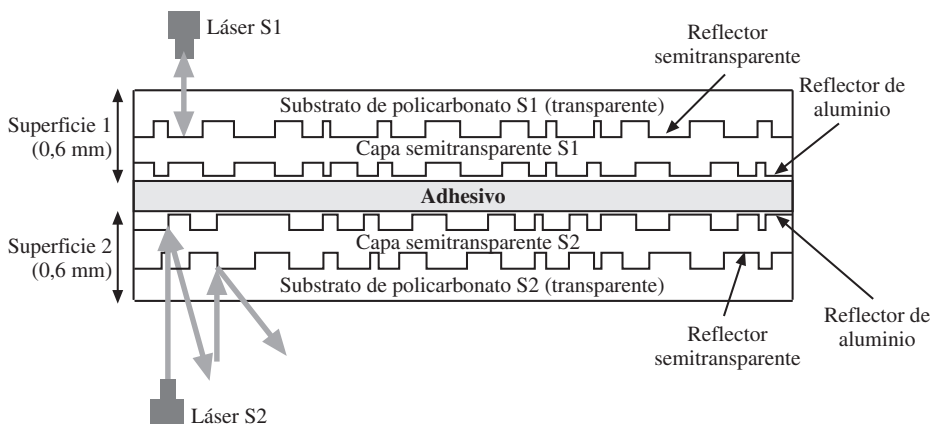 Láser S1
Reflector
semitransparente
Reflector de
aluminio
Superficie 1
(0,6 mm)
Substrato de policarbonato S1 (transparente)
Capa semitransparente S1
Adhesivo
Superficie 2
(0,6 mm)
Capa semitransparente S2
Substrato de policarbonato S2 (transparente)
Reflector
semitransparente
Reflector de
aluminio
Láser S2